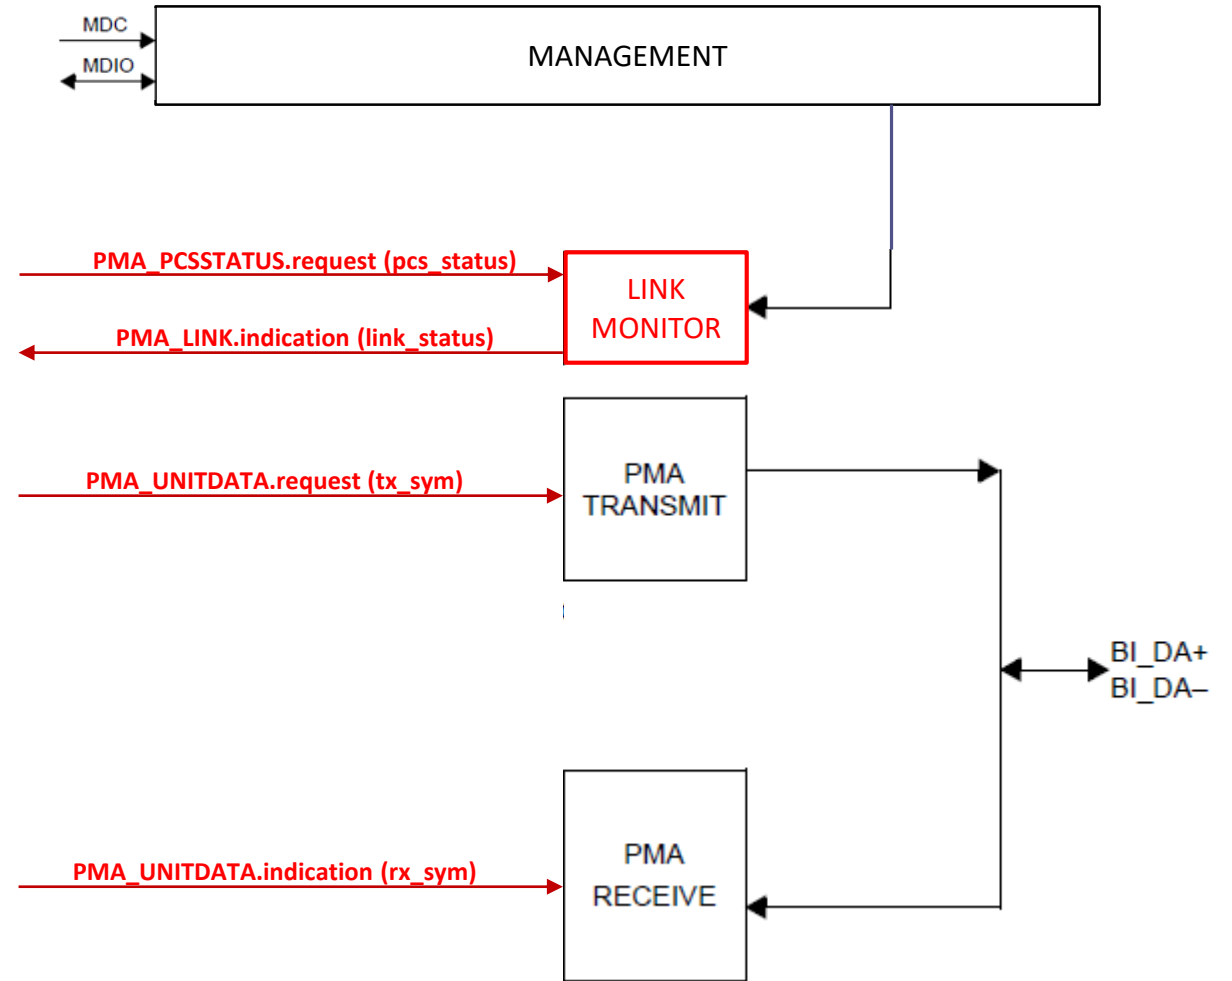 MDC
MANAGEMENT
MDIO
PMA_PCSSTATUS.request (pcs_status)
LINK
MONITOR
PMA_LINK.indication (link_status)
PMA_UNITDATA.request (tx_sym)
PMA
TRANSMIT
BI_DA+
BI_DA–
PMA_UNITDATA.indication (rx_sym)
PMA
RECEIVE